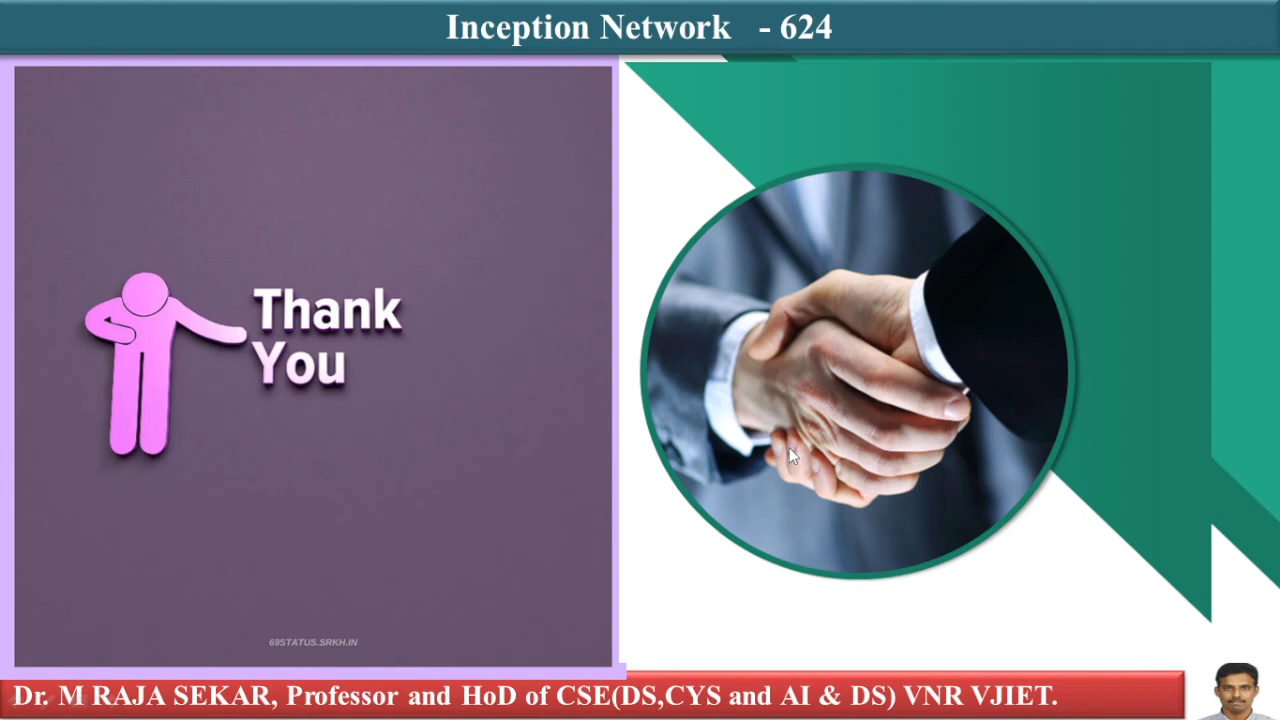 Inception Network - 624
Thank
You
69STATUS.SRKH.IN
Dr. M RAJA SEKAR, Professor and HoD of CSE(DS,CYS and AI & DS) VNR VJIET.